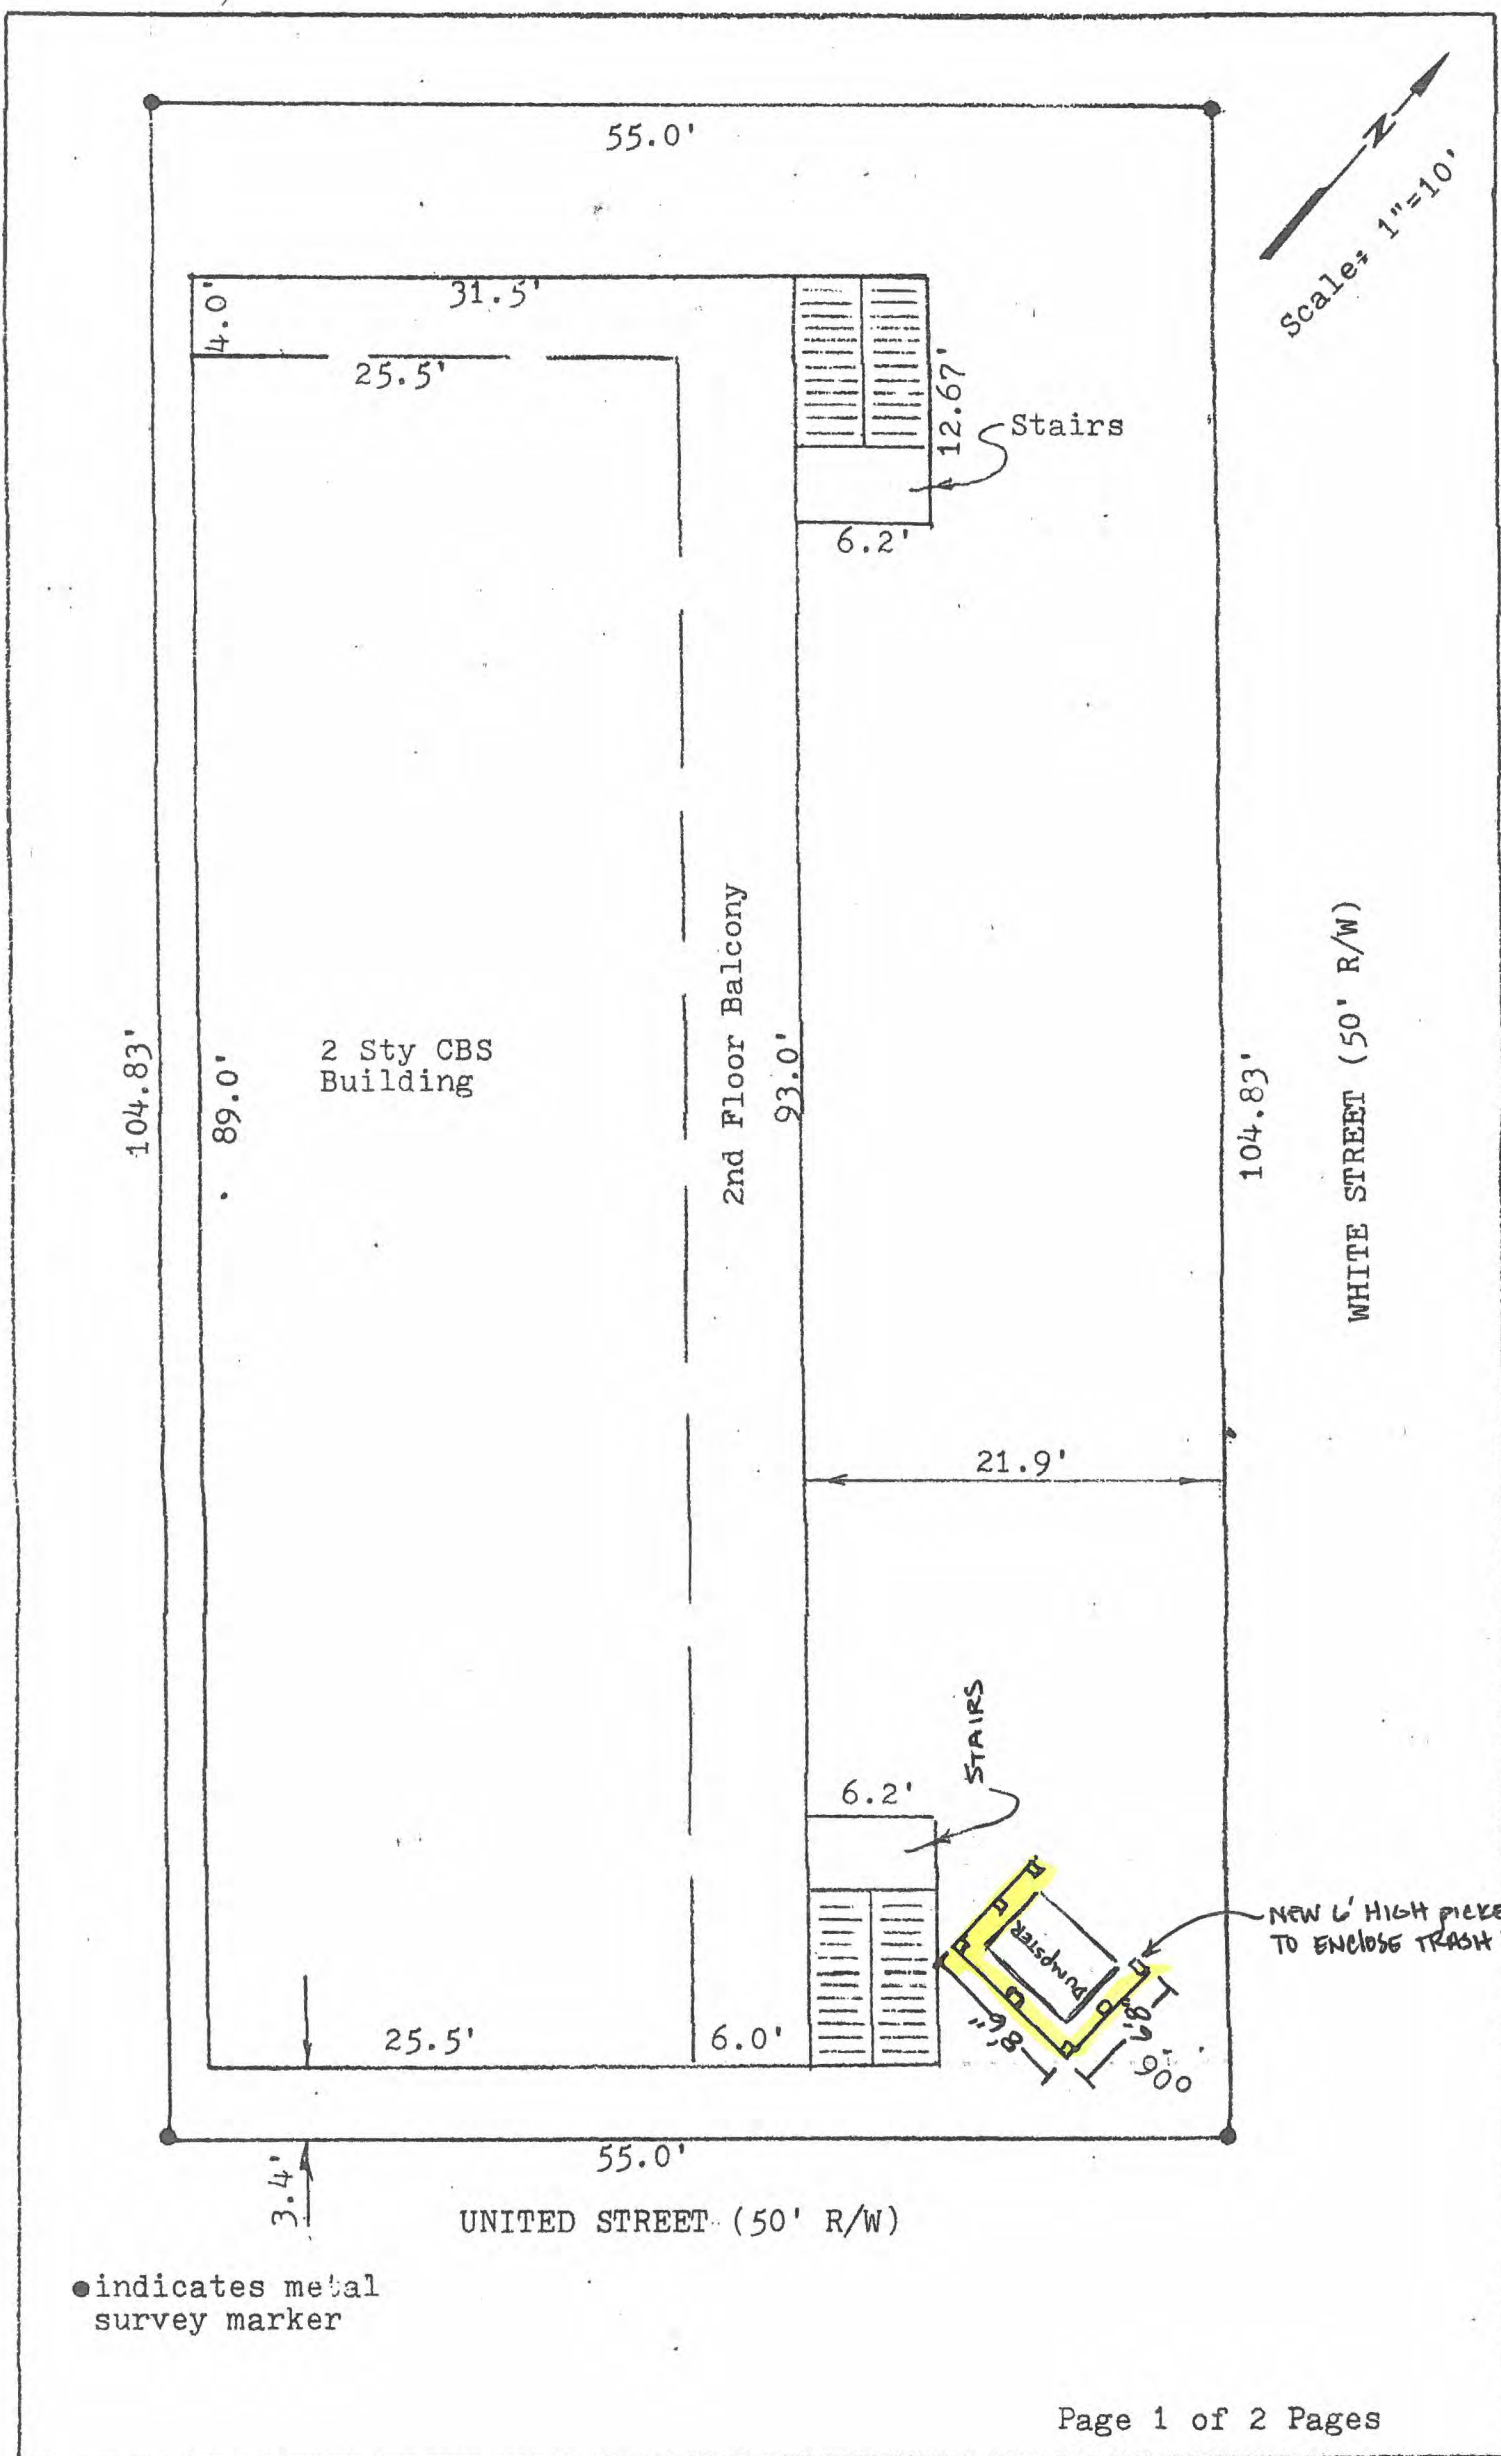 55.0'
N
Scale: 1"=10'
31.5'
4.0'
25.5'
12.67'
Stairs
6.2'
2nd Floor Balcony
2 Sty CBS
Building
104.83'
89.0'
93.0'
104.83'
WHITE STREET (50' R/W)
21.9'
STAIRS
6.2'
NEW 6' HIGH PICKE
TO ENCLOSE TRASH
DUMPSTER
8'6"
25.5'
6.0'
55.0'
3.4'
UNITED STREET (50' R/W)
indicates metal
survey marker
Page 1 of 2 Pages